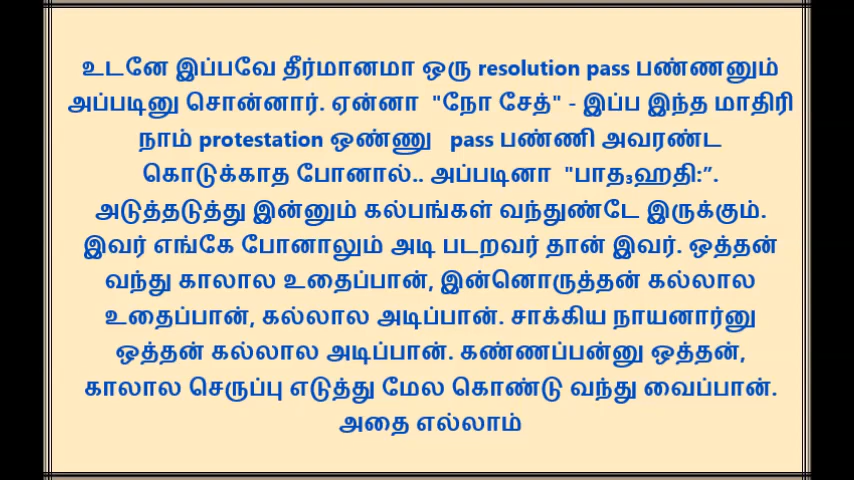 உடனே இப்பவே தீர்மானமா ஒரு resolution pass பண்ணனும்
அப்படினு சொன்னார். ஏன்னா "நோ சேத்" - இப்ப இந்த மாதிரி
நாம் protestation ஒண்ணு pass பண்ணி அவரண்ட
கொடுக்காத போனால்.. அப்படினா "பாத₃ஹதி:”.
அடுத்தடுத்து இன்னும் கல்பங்கள் வந்துண்டே இருக்கும்.
இவர் எங்கே போனாலும் அடி படறவர் தான் இவர். ஒத்தன்
வந்து காலால உதைப்பான், இன்னொருத்தன் கல்லால
உதைப்பான், கல்லால அடிப்பான். சாக்கிய நாயனார்னு
ஒத்தன் கல்லால அடிப்பான். கண்ணப்பன்னு ஒத்தன்,
காலால செருப்பு எடுத்து மேல கொண்டு வந்து வைப்பான்.
அதை எல்லாம்